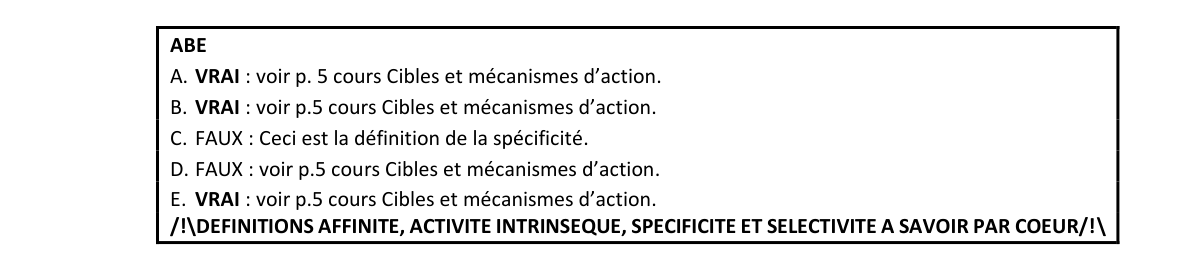 ABE
A. VRAI : voir p. 5 cours Cibles et mécanismes d’action.
B. VRAI : voir p.5 cours Cibles et mécanismes d’action.
C. FAUX : Ceci est la définition de la spécificité.
D. FAUX : voir p.5 cours Cibles et mécanismes d’action.
E. VRAI : voir p.5 cours Cibles et mécanismes d’action.
/!\DEFINITIONS AFFINITE, ACTIVITE INTRINSEQUE, SPECIFICITE ET SELECTIVITE A SAVOIR PAR COEUR/!\